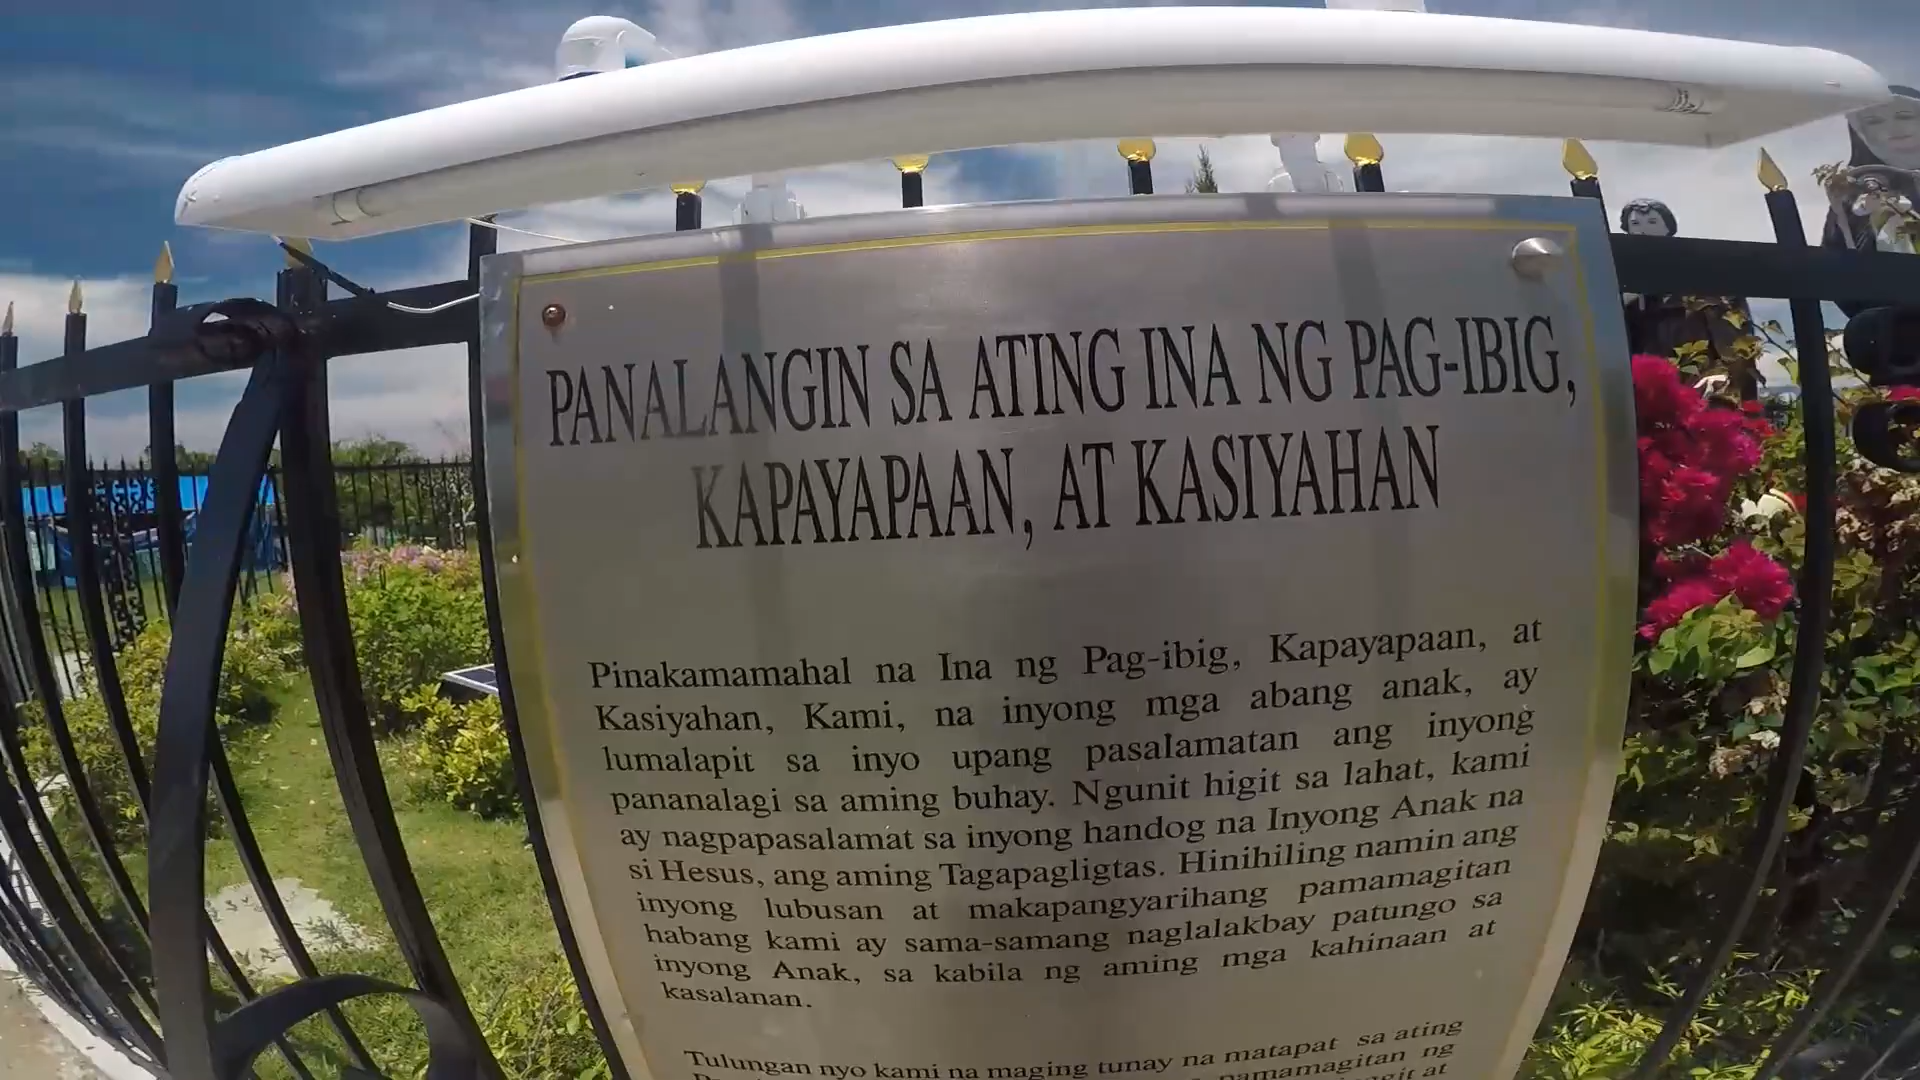 PANALANGIN SA ATING INA NG PAG-IBIG,
KAPAYAPAAN, AT KASIYAHAN
Pinakamamahal na Ina ng Pag-ibig, Kapayapaan, at
Kasiyahan, Kami, na inyong mga abang anak, ay
lumalapit sa inyo upang pasalamatan ang inyong
pananalagi sa aming buhay. Ngunit higit sa lahat, kami
ay nagpapasalamat sa inyong handog na Inyong Anak na
si Hesus, ang aming Tagapagligtas. Hinihiling namin ang
inyong lubusan at makapangyarihang pamamagitan
habang kami ay sama-samang naglalakbay patungo sa
inyong Anak, sa kabila ng aming mga kahinaan at
kasalanan.
Tulungan nyo kami na maging tunay na matapat sa ating
pamamagitan ng
at